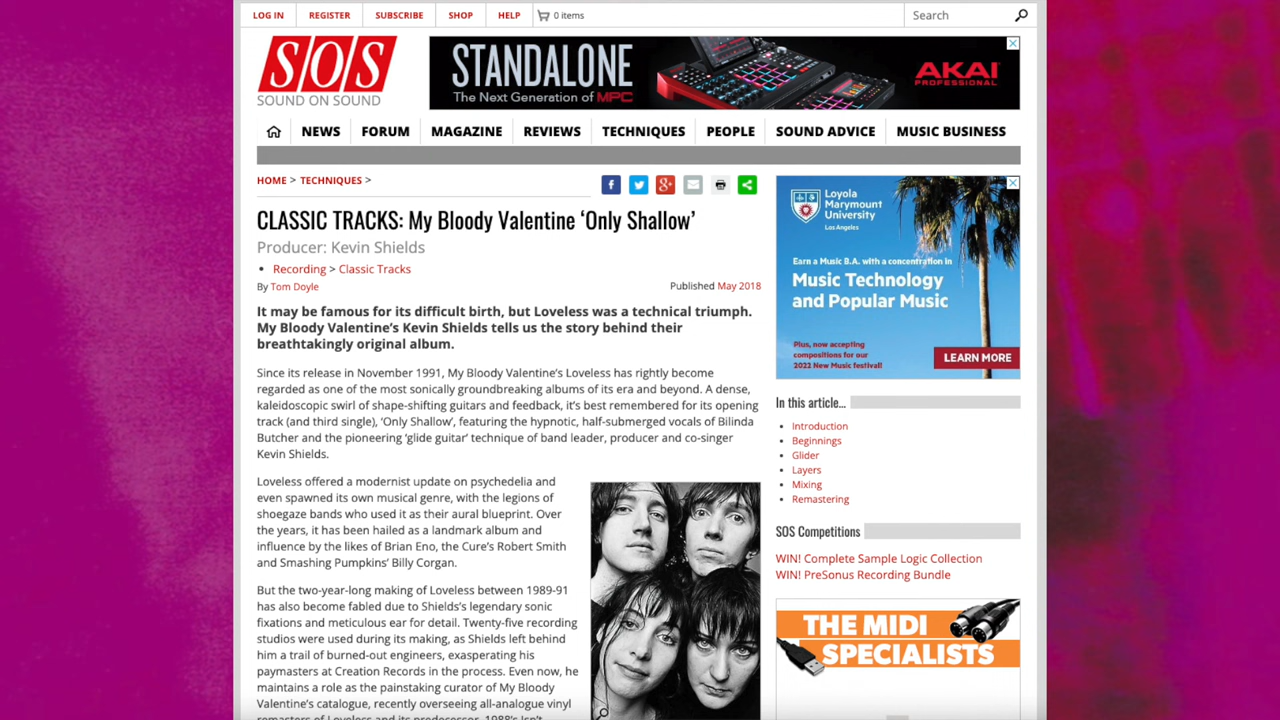 LOG IN
REGISTER
SUBSCRIBE
SHOP
HELP
0 items
Search
SOS
SOUND ON SOUND
STANDALONE
The Next Generation of MPC
AKAI
PROFESSIONAL
NEWS
FORUM
MAGAZINE
REVIEWS
TECHNIQUES
PEOPLE
SOUND ADVICE
MUSIC BUSINESS
HOME > TECHNIQUES >
CLASSIC TRACKS: My Bloody Valentine ‘Only Shallow’
Producer: Kevin Shields
• Recording > Classic Tracks
By Tom Doyle
Published May 2018
It may be famous for its difficult birth, but Loveless was a technical triumph.
My Bloody Valentine’s Kevin Shields tells us the story behind their
breathtakingly original album.
Since its release in November 1991, My Bloody Valentine’s Loveless has rightly become
regarded as one of the most sonically groundbreaking albums of its era and beyond. A dense,
kaleidoscopic swirl of shape-shifting guitars and feedback, it’s best remembered for its opening
track (and third single), ‘Only Shallow’, featuring the hypnotic, half-submerged vocals of Bilinda
Butcher and the pioneering ‘glide guitar’ technique of band leader, producer and co-singer
Kevin Shields.
Loveless offered a modernist update on psychedelia and
even spawned its own musical genre, with the legions of
shoegaze bands who used it as their aural blueprint. Over
the years, it has been hailed as a landmark album and
influence by the likes of Brian Eno, the Cure’s Robert Smith
and Smashing Pumpkins’ Billy Corgan.
But the two-year-long making of Loveless between 1989-91
has also become fabled due to Shields’s legendary sonic
fixations and meticulous ear for detail. Twenty-five recording
studios were used during its making, as Shields left behind
him a trail of burned-out engineers, exasperating his
paymasters at Creation Records in the process. Even now, he
maintains a role as the painstaking curator of My Bloody
Valentine’s catalogue, recently overseeing all-analogue vinyl
remasters of Loveless and its predecessor, 1988’s Isn’t
Loyola
Marymount
University
Los Angeles
Earn a Music B.A. with a concentration in
Music Technology
and Popular Music
Plus, now accepting
compositions for our
2022 New Music festival!
LEARN MORE
In this article...
• Introduction
• Beginnings
• Glider
• Layers
• Mixing
• Remastering
SOS Competitions
WIN! Complete Sample Logic Collection
WIN! PreSonus Recording Bundle
THE MIDI
SPECIALISTS